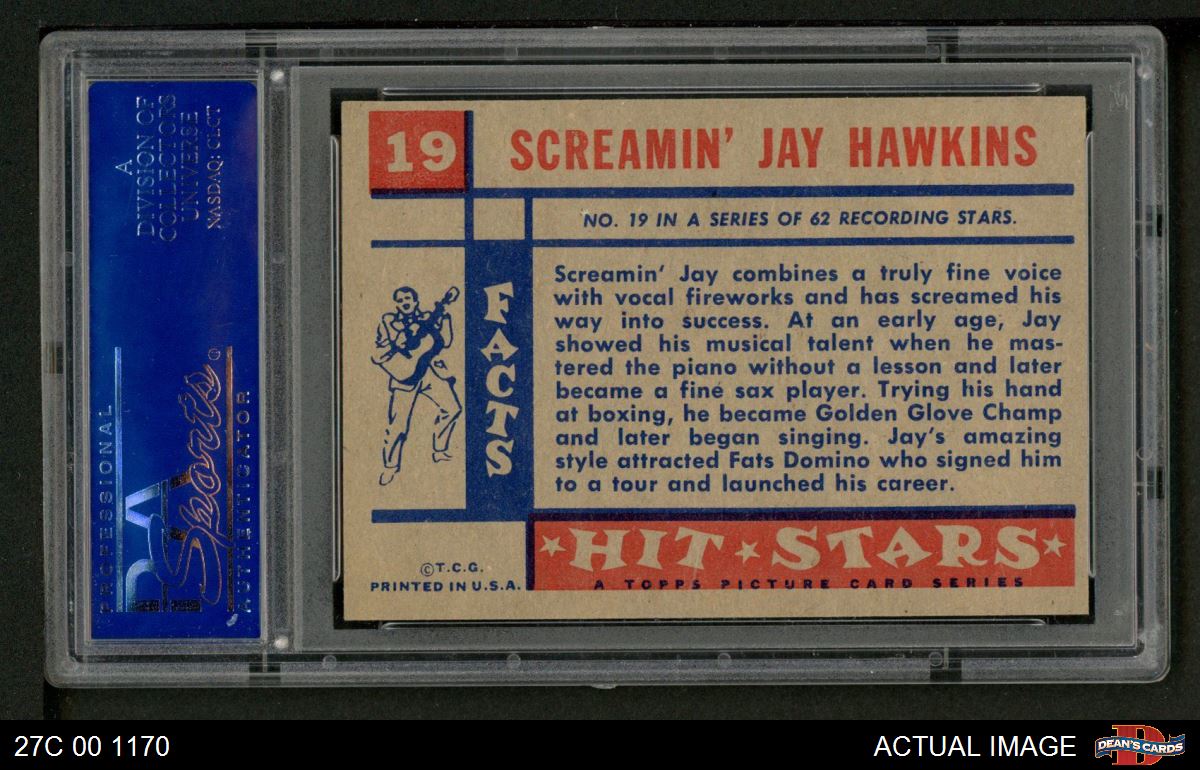 A
DIVISION OF
COLLECTORS
UNIVERSE
NASDAQ: CLCT
PROFESSIONAL
PSA
Sports®
AUTHENTICATOR
19
SCREAMIN' JAY HAWKINS
NO. 19 IN A SERIES OF 62 RECORDING STARS.
FACTS
Screamin' Jay combines a truly fine voice
with vocal fireworks and has screamed his
way into success. At an early age, Jay
showed his musical talent when he mas-
tered the piano without a lesson and later
became a fine sax player. Trying his hand
at boxing, he became Golden Glove Champ
and later began singing. Jay's amazing
style attracted Fats Domino who signed him
to a tour and launched his career.
©T.C.G.
PRINTED IN U.S.A.
HIT STARS
A TOPPS PICTURE CARD SERIES
27C 00 1170
ACTUAL IMAGE
D
DEAN'S CARDS